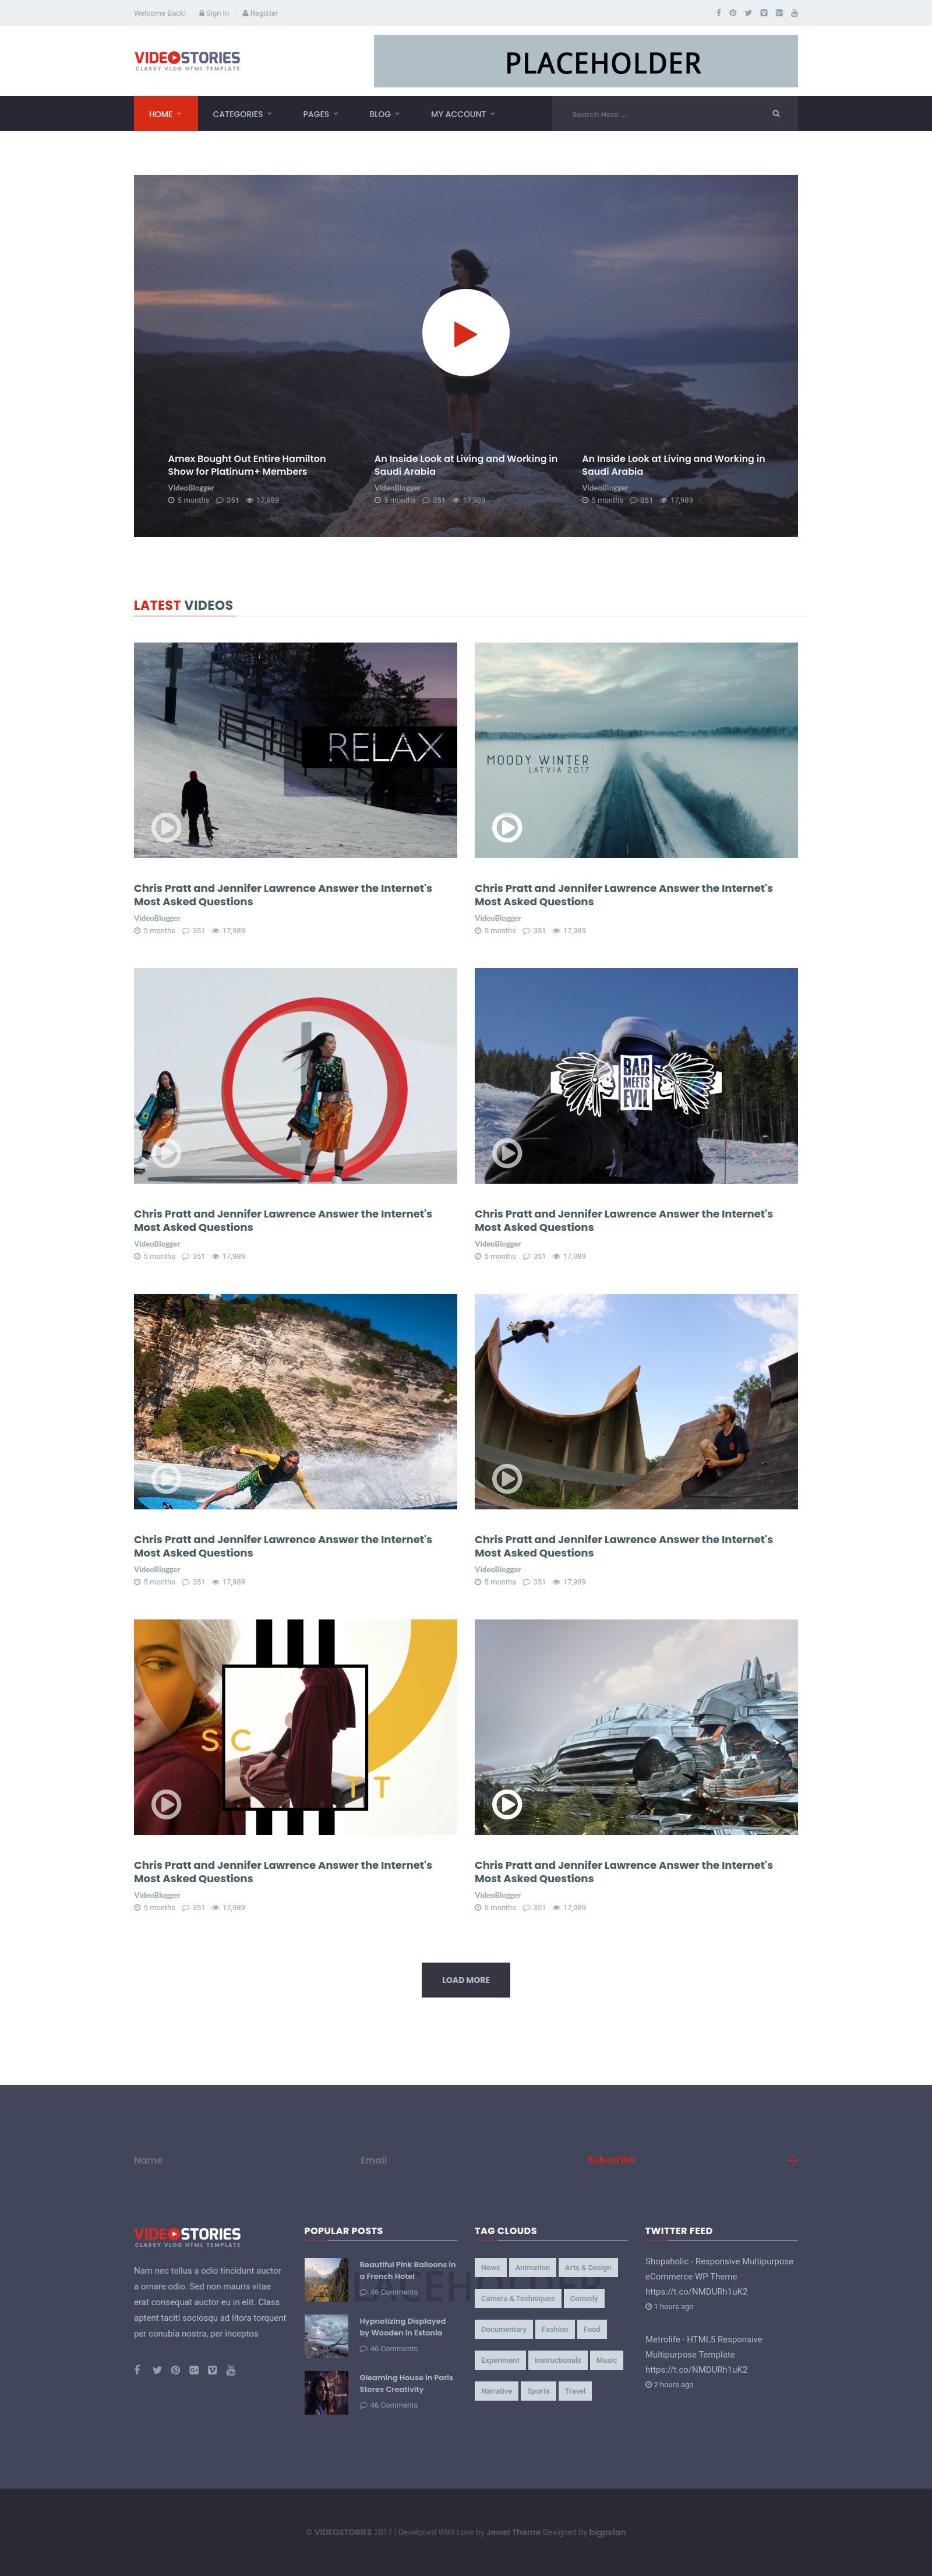 Welcome Back!
Sign In
Register
VIDEOSTORIES
CLASSY VLOG HTML TEMPLATE
PLACEHOLDER
HOME
CATEGORIES
PAGES
BLOG
MY ACCOUNT
Search Here ....
Amex Bought Out Entire Hamilton
Show for Platinum+ Members
VideoBlogger
5 months 351 17,989
An Inside Look at Living and Working in
Saudi Arabia
VideoBlogger
5 months 351 17,989
An Inside Look at Living and Working in
Saudi Arabia
VideoBlogger
5 months 351 17,989
LATEST VIDEOS
RELAX
Chris Pratt and Jennifer Lawrence Answer the Internet's
Most Asked Questions
VideoBlogger
5 months 351 17,989
MOODY WINTER
LATVIA 2017
Chris Pratt and Jennifer Lawrence Answer the Internet's
Most Asked Questions
VideoBlogger
5 months 351 17,989
Chris Pratt and Jennifer Lawrence Answer the Internet's
Most Asked Questions
VideoBlogger
5 months 351 17,989
BAD
MEETS
EVIL
Chris Pratt and Jennifer Lawrence Answer the Internet's
Most Asked Questions
VideoBlogger
5 months 351 17,989
Chris Pratt and Jennifer Lawrence Answer the Internet's
Most Asked Questions
VideoBlogger
5 months 351 17,989
Chris Pratt and Jennifer Lawrence Answer the Internet's
Most Asked Questions
VideoBlogger
5 months 351 17,989
SC
TT
Chris Pratt and Jennifer Lawrence Answer the Internet's
Most Asked Questions
VideoBlogger
5 months 351 17,989
Chris Pratt and Jennifer Lawrence Answer the Internet's
Most Asked Questions
VideoBlogger
5 months 351 17,989
LOAD MORE
Name
Email
Subscribe
VIDEOSTORIES
CLASSY VLOG HTML TEMPLATE
Nam nec tellus a odio tincidunt auctor
a ornare odio. Sed non mauris vitae
erat consequat auctor eu in elit. Class
aptent taciti sociosqu ad litora torquent
per conubia nostra, per inceptos
POPULAR POSTS
Beautiful Pink Balloons in
a French Hotel
46 Comments
Hypnotizing Displayed
by Wooden in Estonia
46 Comments
Gleaming House in Paris
Stores Creativity
46 Comments
TAG CLOUDS
News Animation Arts & Design
Camera & Techniques Comedy
Documentary Fashion Food
Experiment Instructionals Music
Narrative Sports Travel
TWITTER FEED
Shopaholic - Responsive Multipurpose
eCommerce WP Theme
https://t.co/NMDURh1uK2
1 hours ago
Metrolife - HTML5 Responsive
Multipurpose Template
https://t.co/NMDURh1uK2
2 hours ago
© VIDEOSTORIES 2017 | Develpoed With Love by Jewel Theme Designed by bigpsfan